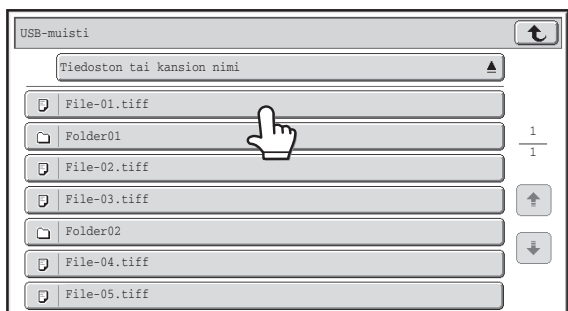 USB-muisti
Tiedoston tai kansion nimi
File-01.tiff
Folder01
1
1
File-02.tiff
File-03.tiff
Folder02
File-04.tiff
File-05.tiff